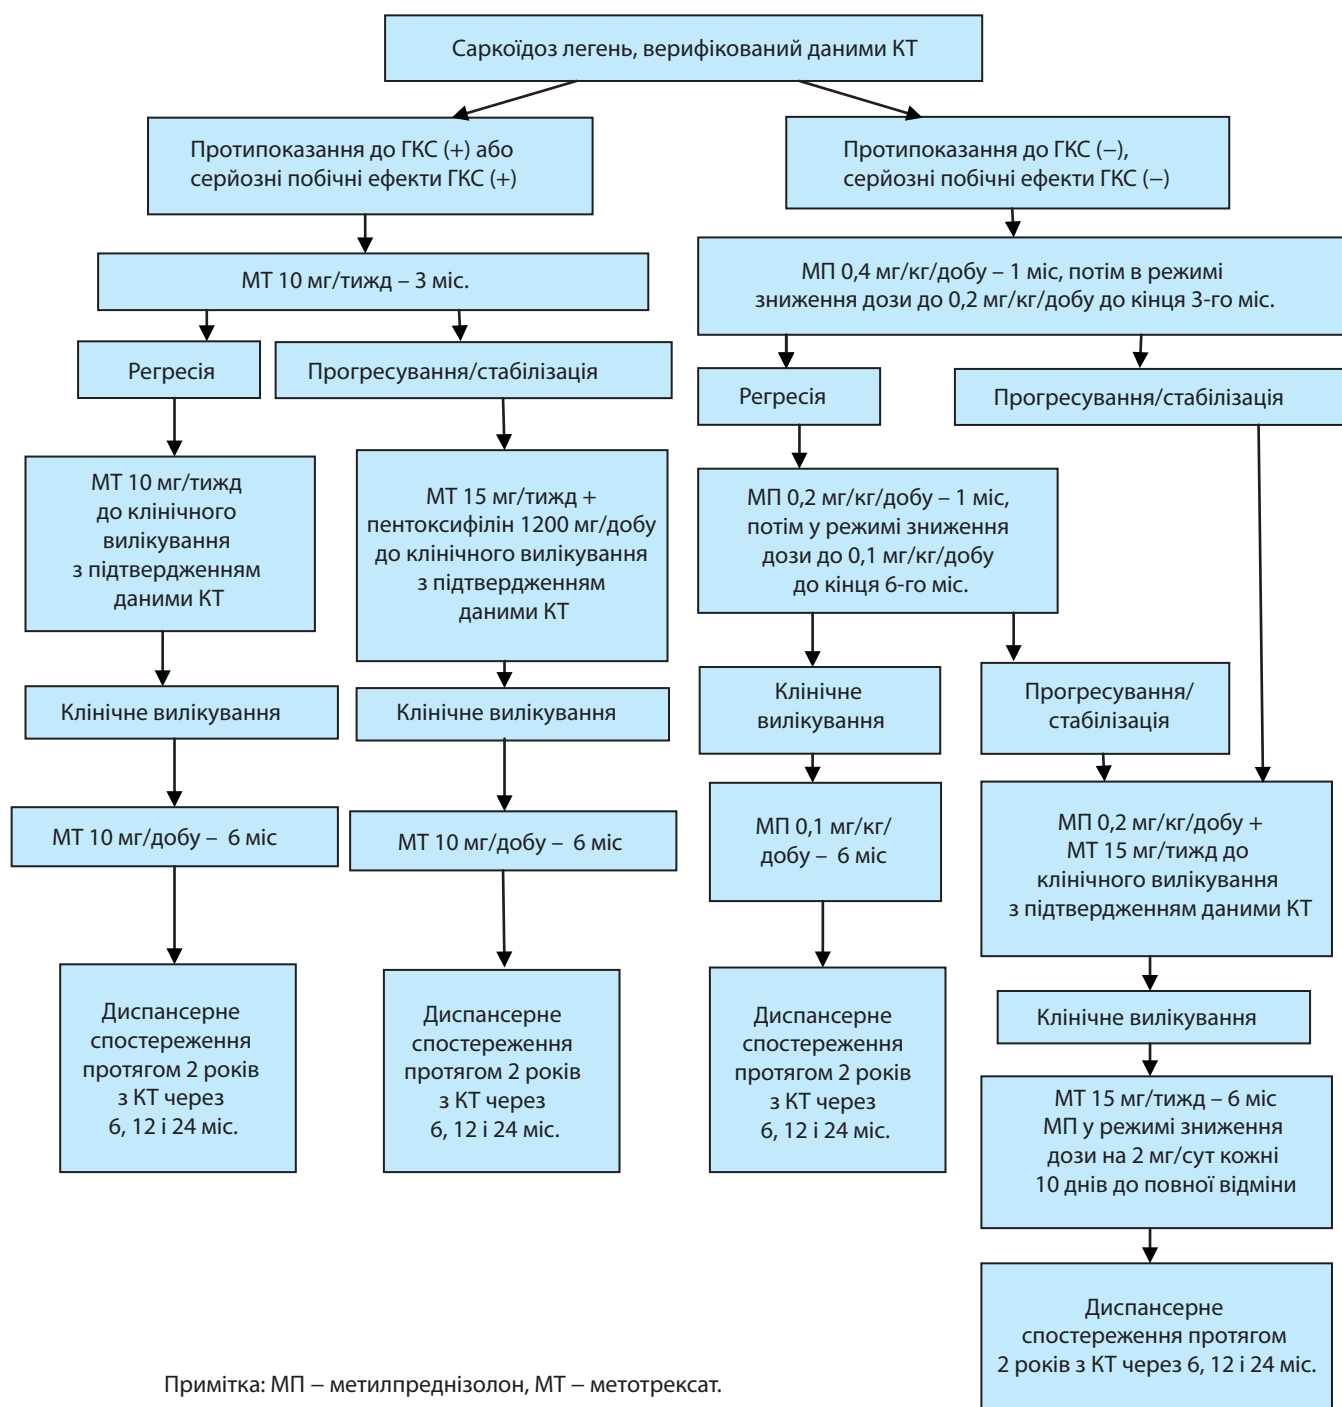 Саркоїдоз легень, верифікований даними КТ
Протипоказання до ГКС (+) або
серйозні побічні ефекти ГКС (+)
Протипоказання до ГКС (−),
серйозні побічні ефекти ГКС (−)
МТ 10 мг/тижд – 3 міс.
МП 0,4 мг/кг/добу – 1 міс, потім в режимі
зниження дози до 0,2 мг/кг/добу до кінця 3-го міс.
Регресія
Прогресування/стабілізація
Регресія
Прогресування/стабілізація
МТ 10 мг/тижд
до клінічного
вилікування
з підтвердженням
даними КТ
МТ 15 мг/тижд +
пентоксифілін 1200 мг/добу
до клінічного вилікування
з підтвердженням
даними КТ
МП 0,2 мг/кг/добу – 1 міс,
потім у режимі зниження
дози до 0,1 мг/кг/добу
до кінця 6-го міс.
Клінічне вилікування
Клінічне вилікування
Клінічне
вилікування
Прогресування/
стабілізація
МТ 10 мг/добу – 6 міс
МТ 10 мг/добу – 6 міс
МП 0,1 мг/кг/
добу – 6 міс
МП 0,2 мг/кг/добу +
МТ 15 мг/тижд до
клінічного вилікування
з підтвердженням даними КТ
Диспансерне
спостереження
протягом 2 років
з КТ через
6, 12 і 24 міс.
Диспансерне
спостереження
протягом 2 років
з КТ через
6, 12 і 24 міс.
Диспансерне
спостереження
протягом 2 років
з КТ через
6, 12 і 24 міс.
Клінічне вилікування
МТ 15 мг/тижд – 6 міс
МП у режимі зниження
дози на 2 мг/сут кожні
10 днів до повної відміни
Диспансерне
спостереження протягом
2 років з КТ через 6, 12 і 24 міс.
Примітка: МП – метилпреднізолон, МТ – метотрексат.